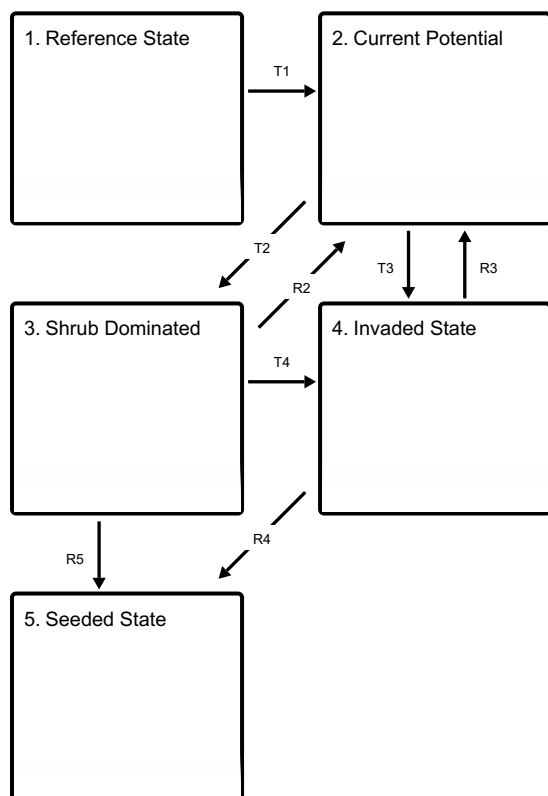 1. Reference State
T1
2. Current Potential
T2
R2
T3
R3
3. Shrub Dominated
T4
4. Invaded State
R5
R4
5. Seeded State